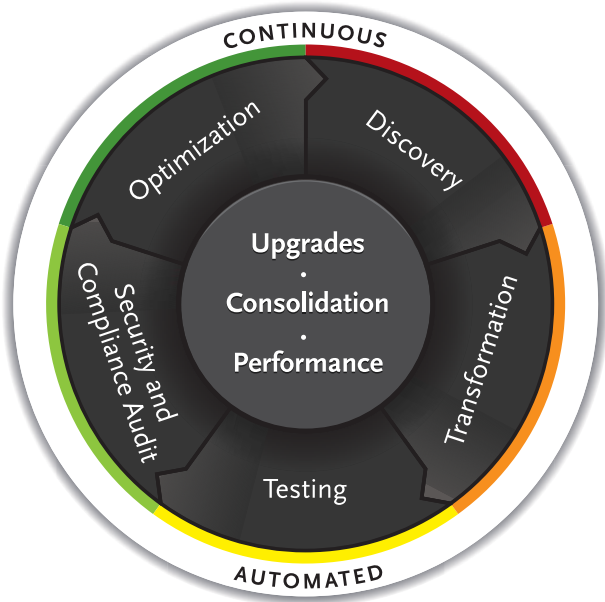 CONTINUOUS
Discovery
Transformation
Testing
Security and
Compliance Audit
Optimization
Upgrades
·
Consolidation
·
Performance
AUTOMATED